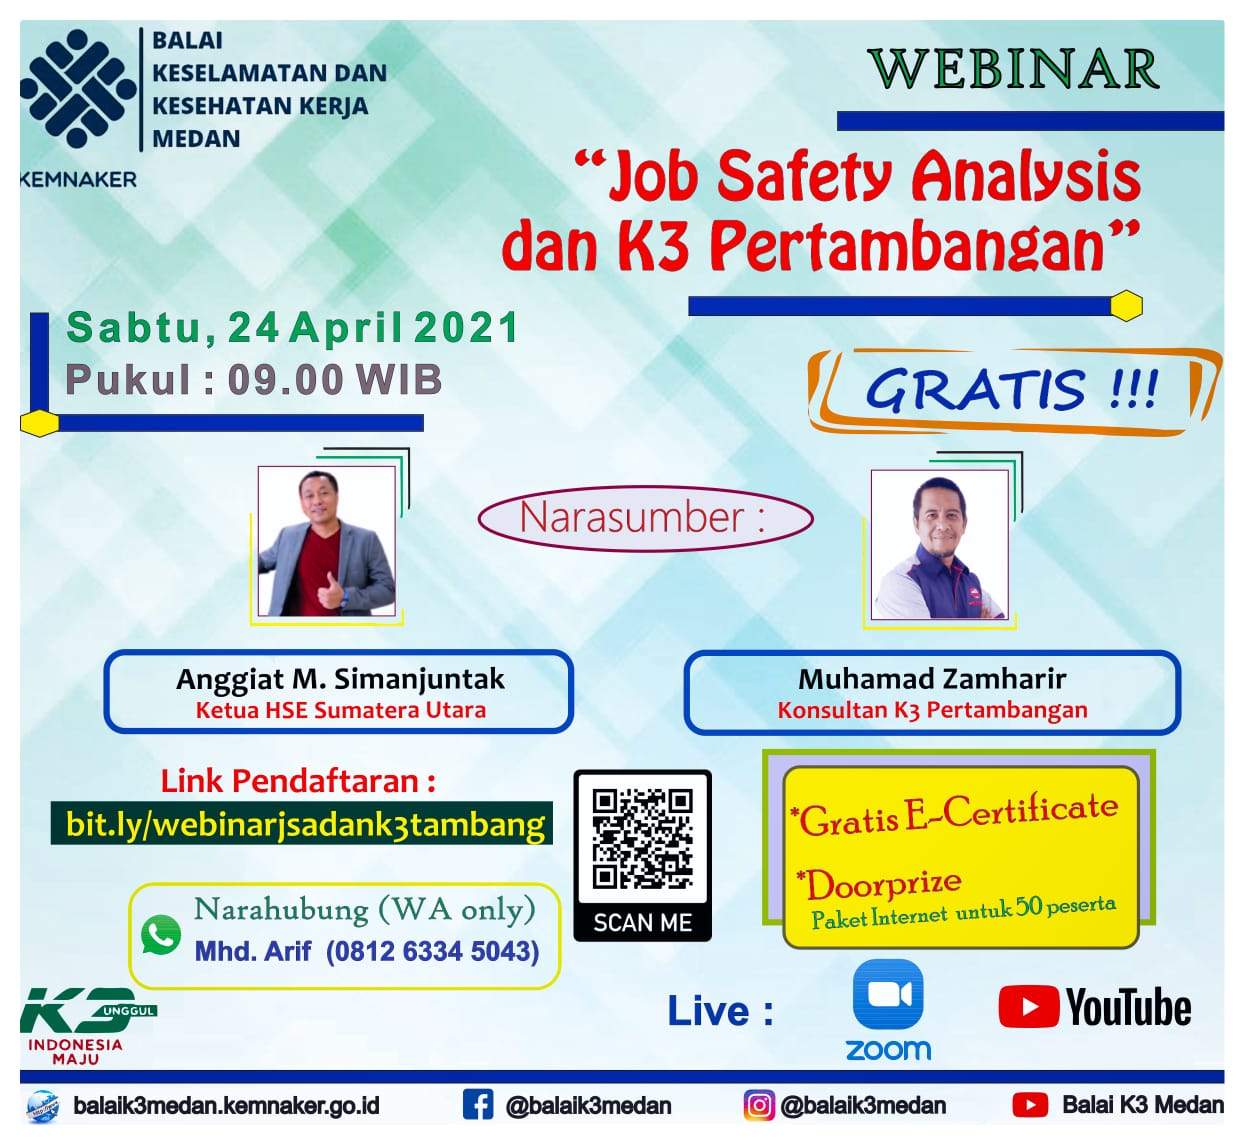 BALAI
KESELAMATAN DAN
KESEHATAN KERJA
MEDAN
KEMNAKER
WEBINAR
“Job Safety Analysis
dan K3 Pertambangan”
Sabtu, 24 April 2021
Pukul : 09.00 WIB
GRATIS !!!
Narasumber :
Anggiat M. Simanjuntak
Ketua HSE Sumatera Utara
Muhamad Zamharir
Konsultan K3 Pertambangan
Link Pendaftaran :
bit.ly/webinarjsadank3tambang
SCAN ME
*Gratis E-Certificate
*Doorprize
Paket Internet untuk 50 peserta
Narahubung (WA only)
Mhd. Arif (0812 6334 5043)
K3
UNGGUL
INDONESIA
MAJU
Live :
zoom
YouTube
balaik3medan.kemnaker.go.id
@balaik3medan
@balaik3medan
Balai K3 Medan